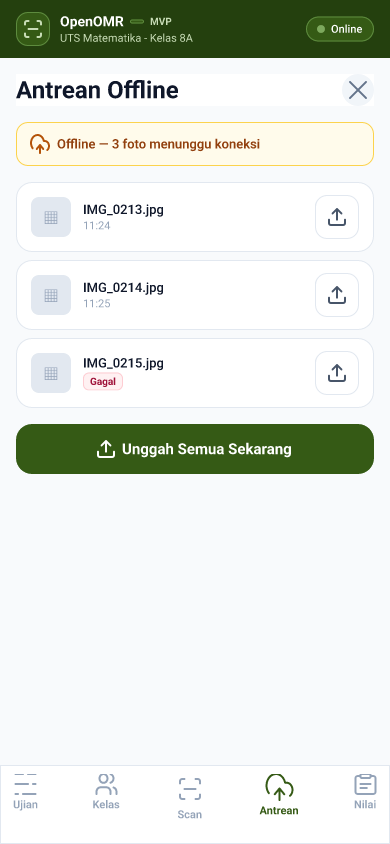 OpenOMR MVP
UTS Matematika - Kelas 8A
Online
Antrean Offline
Offline — 3 foto menunggu koneksi
IMG_0213.jpg
11:24
IMG_0214.jpg
11:25
IMG_0215.jpg
Gagal
Unggah Semua Sekarang
Ujian
Kelas
Scan
Antrean
Nilai